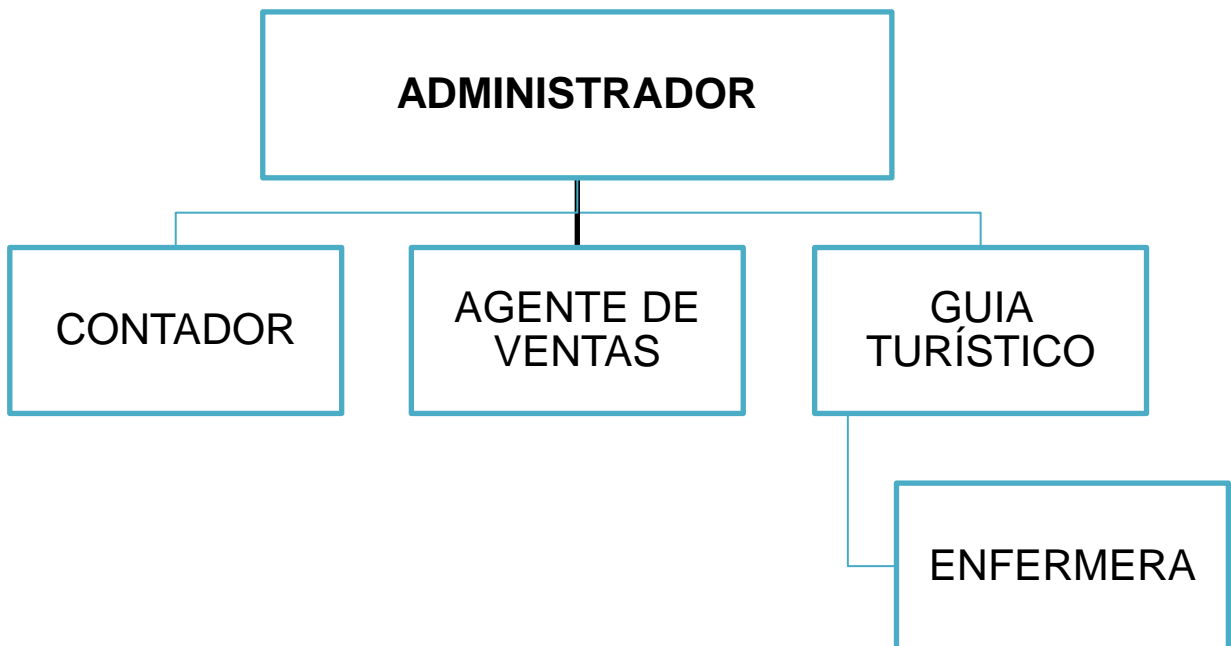 ADMINISTRADOR
CONTADOR
AGENTE DE
VENTAS
GUIA
TURÍSTICO
ENFERMERA